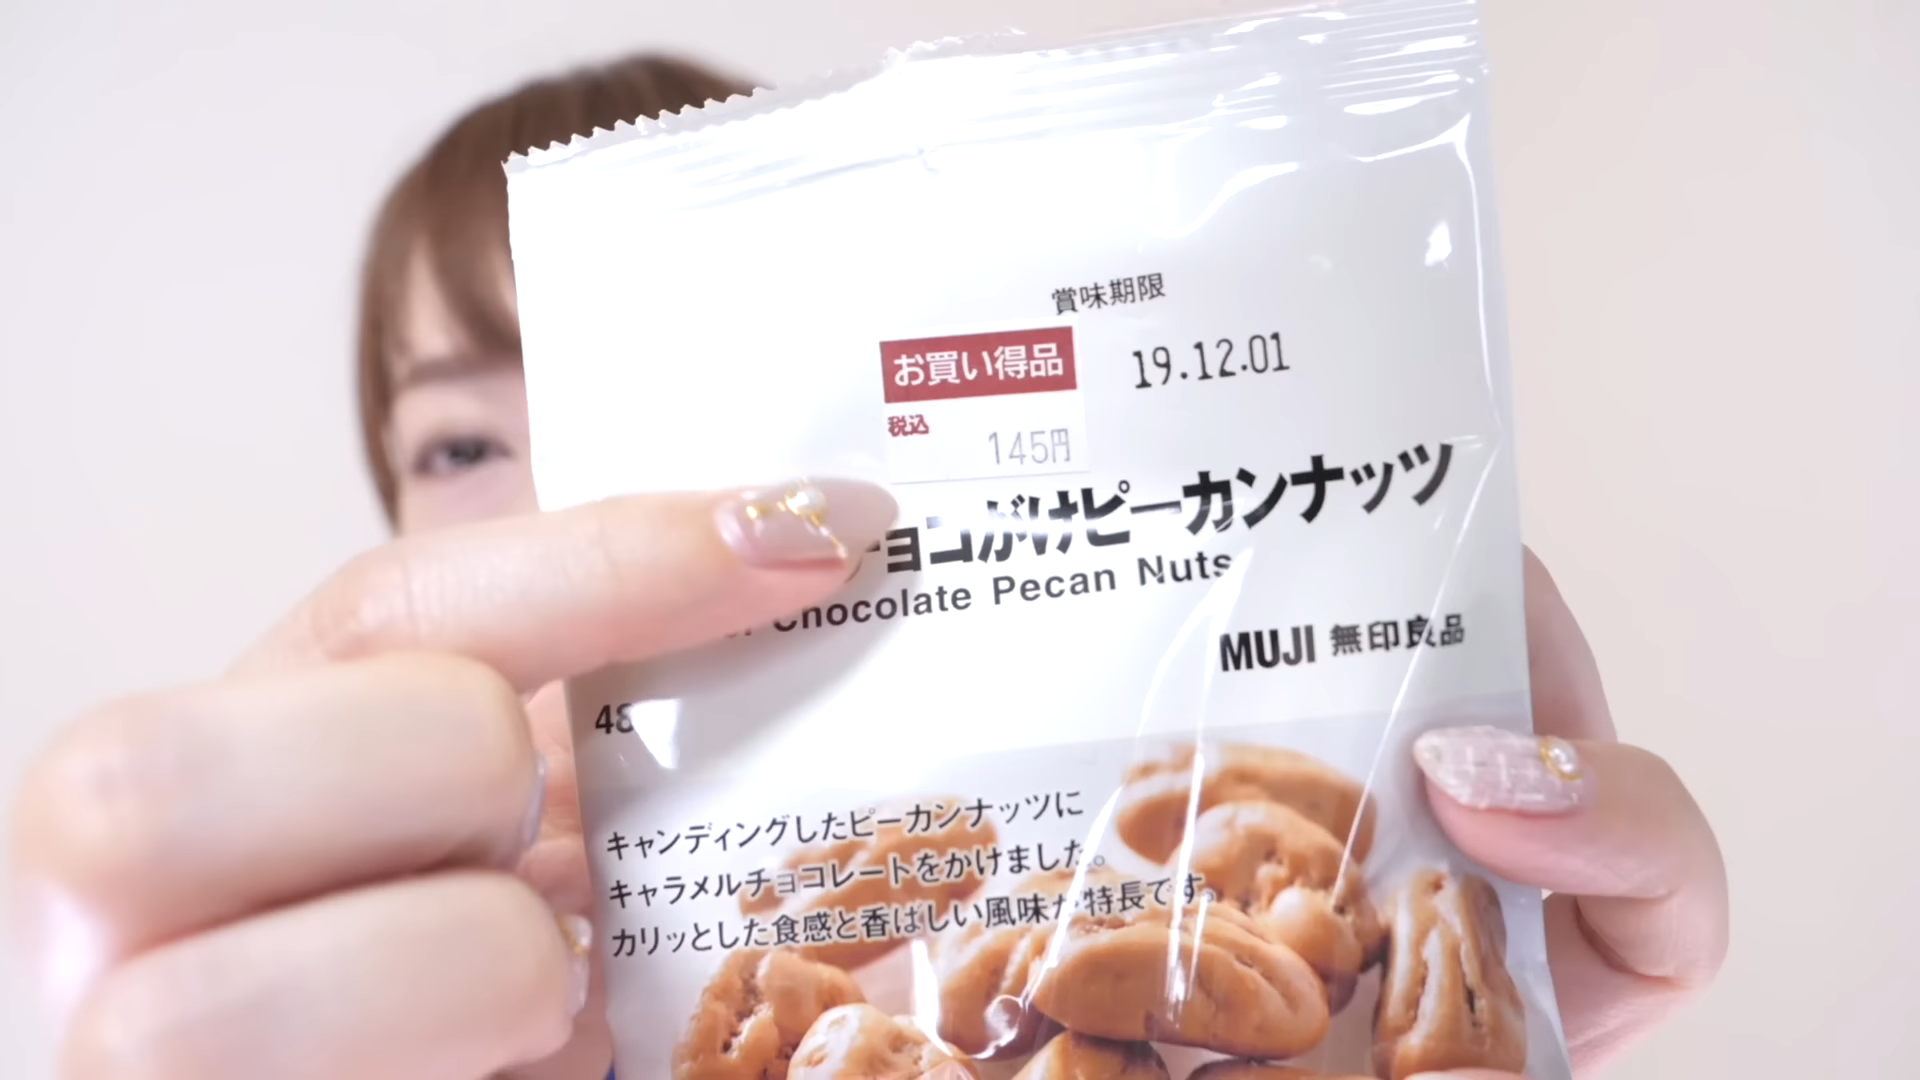 賞味期限
お買い得品
19.12.01
税込
145円
チョコがけピーカンナッツ
Chocolate Pecan Nuts
MUJI 無印良品
48
キャンディングしたピーカンナッツに
キャラメルチョコレートをかけました。
カリッとした食感と香ばしい風味が特長です。